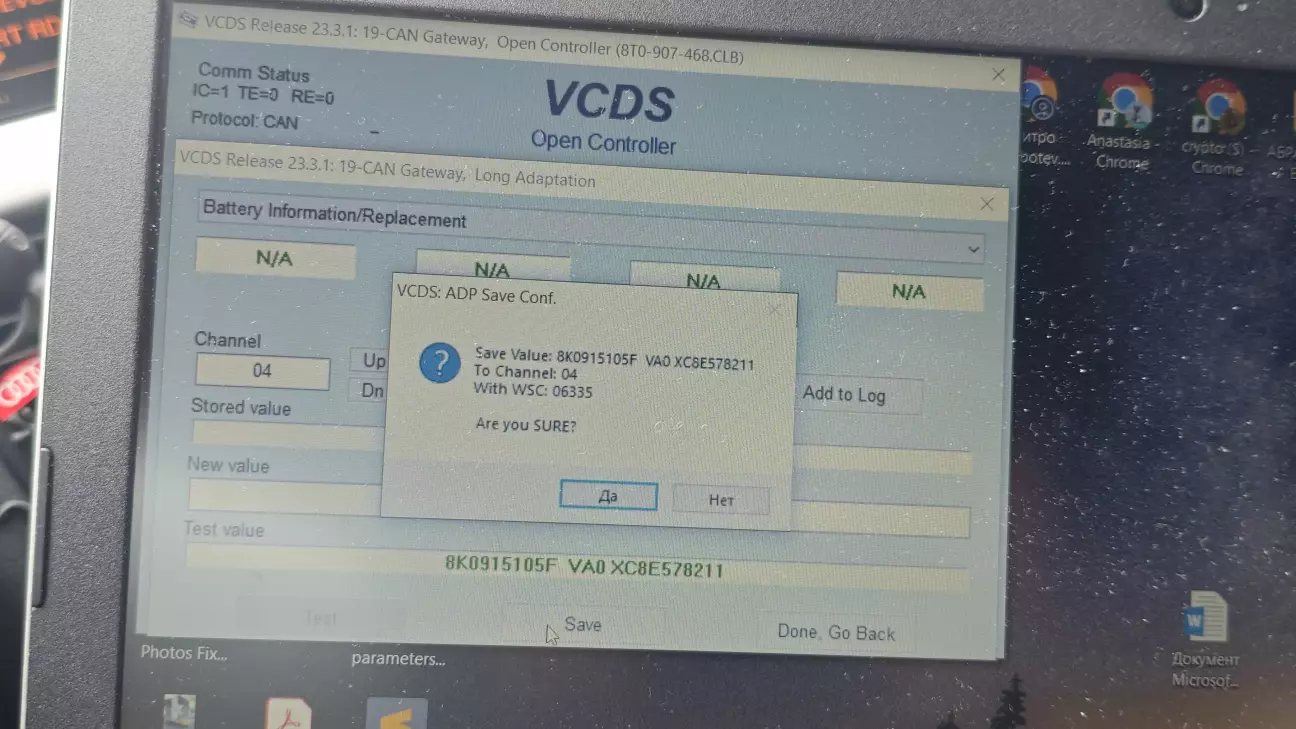 VCDS Release 23.3.1: 19-CAN Gateway, Open Controller (8T0-907-468.CLB)
Comm Status
IC=1 TE=0 RE=0
Protocol: CAN
VCDS
Open Controller
VCDS Release 23.3.1: 19-CAN Gateway, Long Adaptation
Battery Information/Replacement
N/A
N/A
N/A
N/A
VCDS: ADP Save Conf.
Save Value: 8K0915105F VA0 XC8E578211
To Channel: 04
With WSC: 06335
Are you SURE?
Да
Нет
Channel
04
Up
Dn
Add to Log
Stored value
New value
Test value
8K0915105F VA0 XC8E578211
Test
Save
Done, Go Back
Anastasia -
Chrome
crypto (S) -
Chrome
Photos Fix...
parameters...
Документ
Microsof...